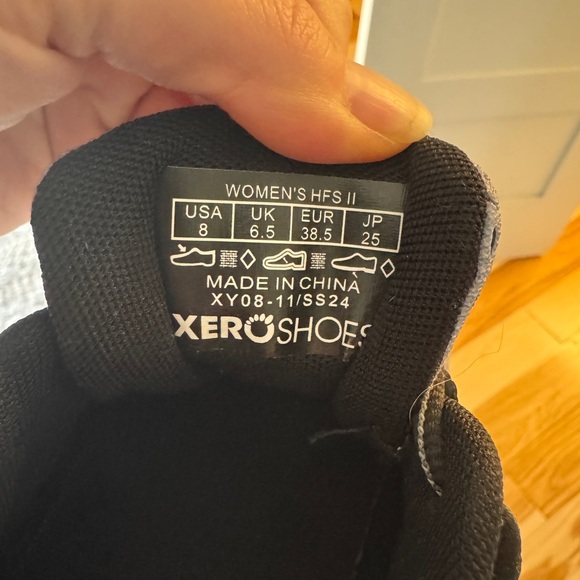 WOMEN'S HFS II
USA UK EUR JP
8 6.5 38.5 25
MADE IN CHINA
XY08-11/SS24
XEROSHOES